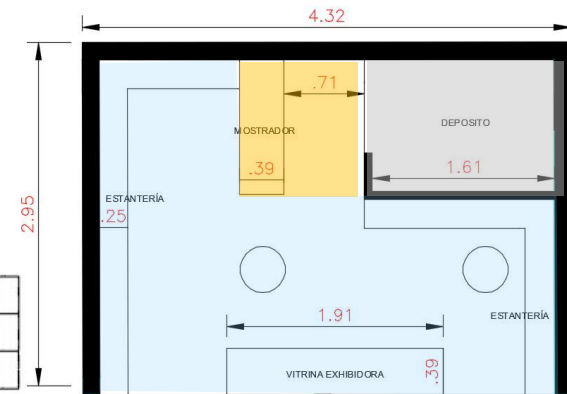 4.32
.71
MOSTRADOR
DEPOSITO
.39
1.61
ESTANTERÍA
.25
2.95
1.91
ESTANTERÍA
VITRINA EXHIBIDORA
.39